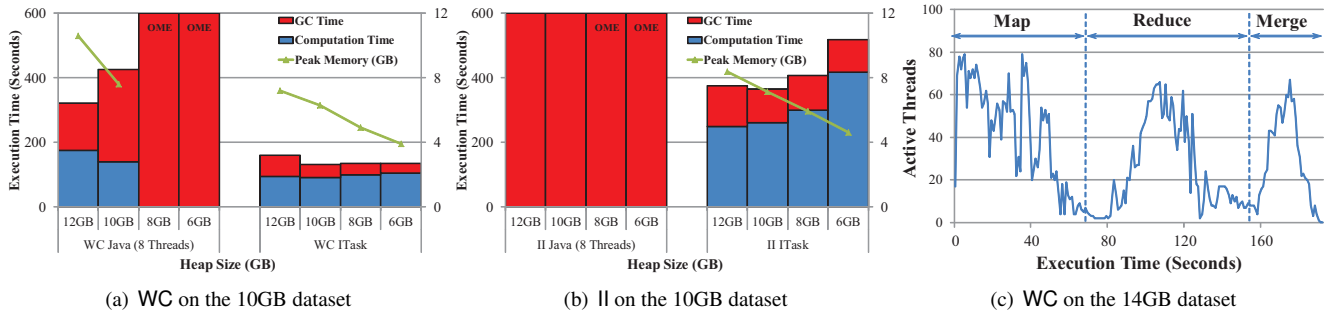 600
400
200
0
12
8
4
0
Execution Time (Seconds)
OME
OME
GC Time
Computation Time
Peak Memory (GB)
12GB 10GB 8GB 6GB 12GB 10GB 8GB 6GB
WC Java (8 Threads) WC ITask
Heap Size (GB)
(a) WC on the 10GB dataset
600
400
200
0
12
10
8
6
4
2
0
Execution Time (Seconds)
OME
OME
GC Time
Computation Time
Peak Memory (GB)
12GB 10GB 8GB 6GB 12GB 10GB 8GB 6GB
II Java (8 Threads) II ITask
Heap Size (GB)
(b) II on the 10GB dataset
Map Reduce Merge
100
80
60
40
20
0
Active Threads
0 40 80 120 160
Execution Time (Seconds)
(c) WC on the 14GB dataset